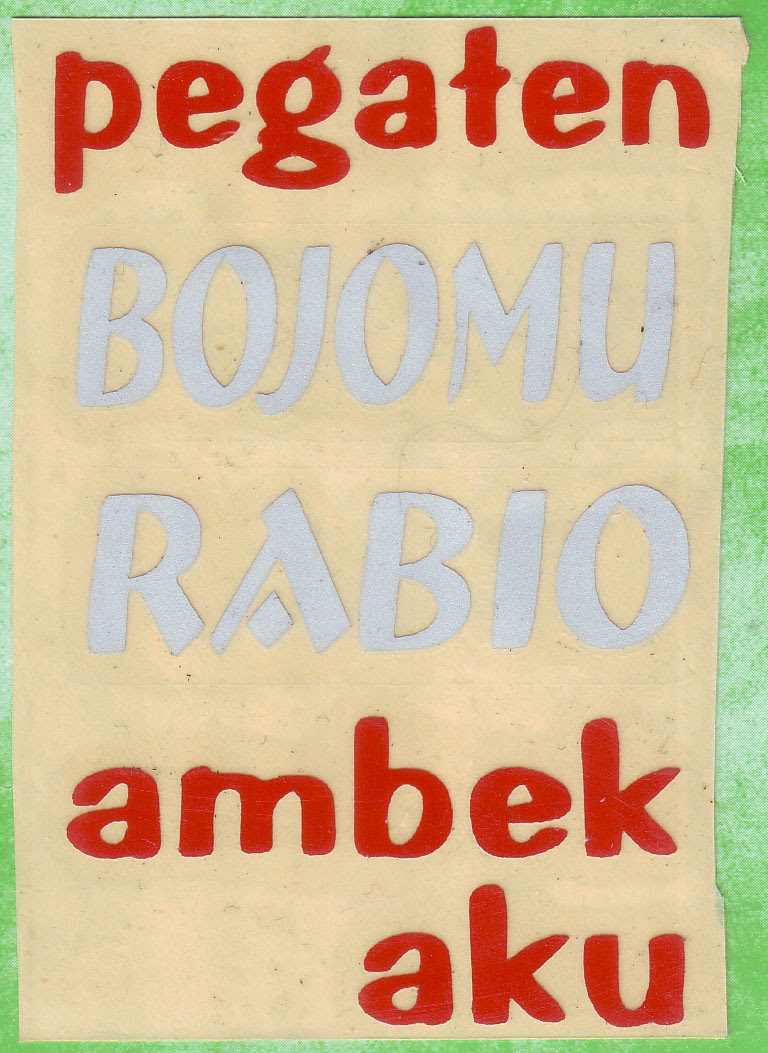 pegaten
BOJOMU
RABIO
ambek
aku